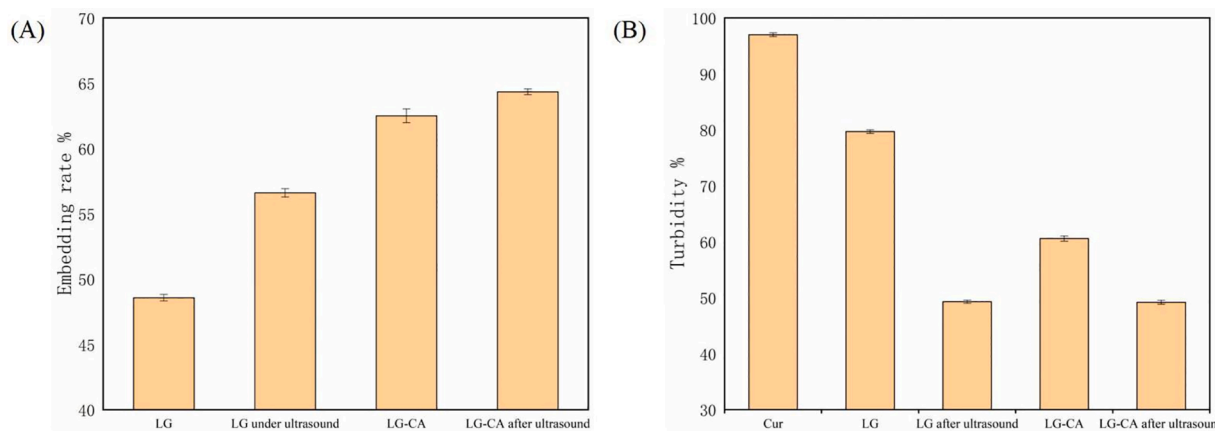 (A)
70
65
60
55
50
45
40
Embedding rate %
LG
LG under ultrasound
LG-CA
LG-CA after ultrasound
(B)
100
90
80
70
60
50
40
30
Turbidity %
Cur
LG
LG after ultrasound
LG-CA
LG-CA after ultrasound